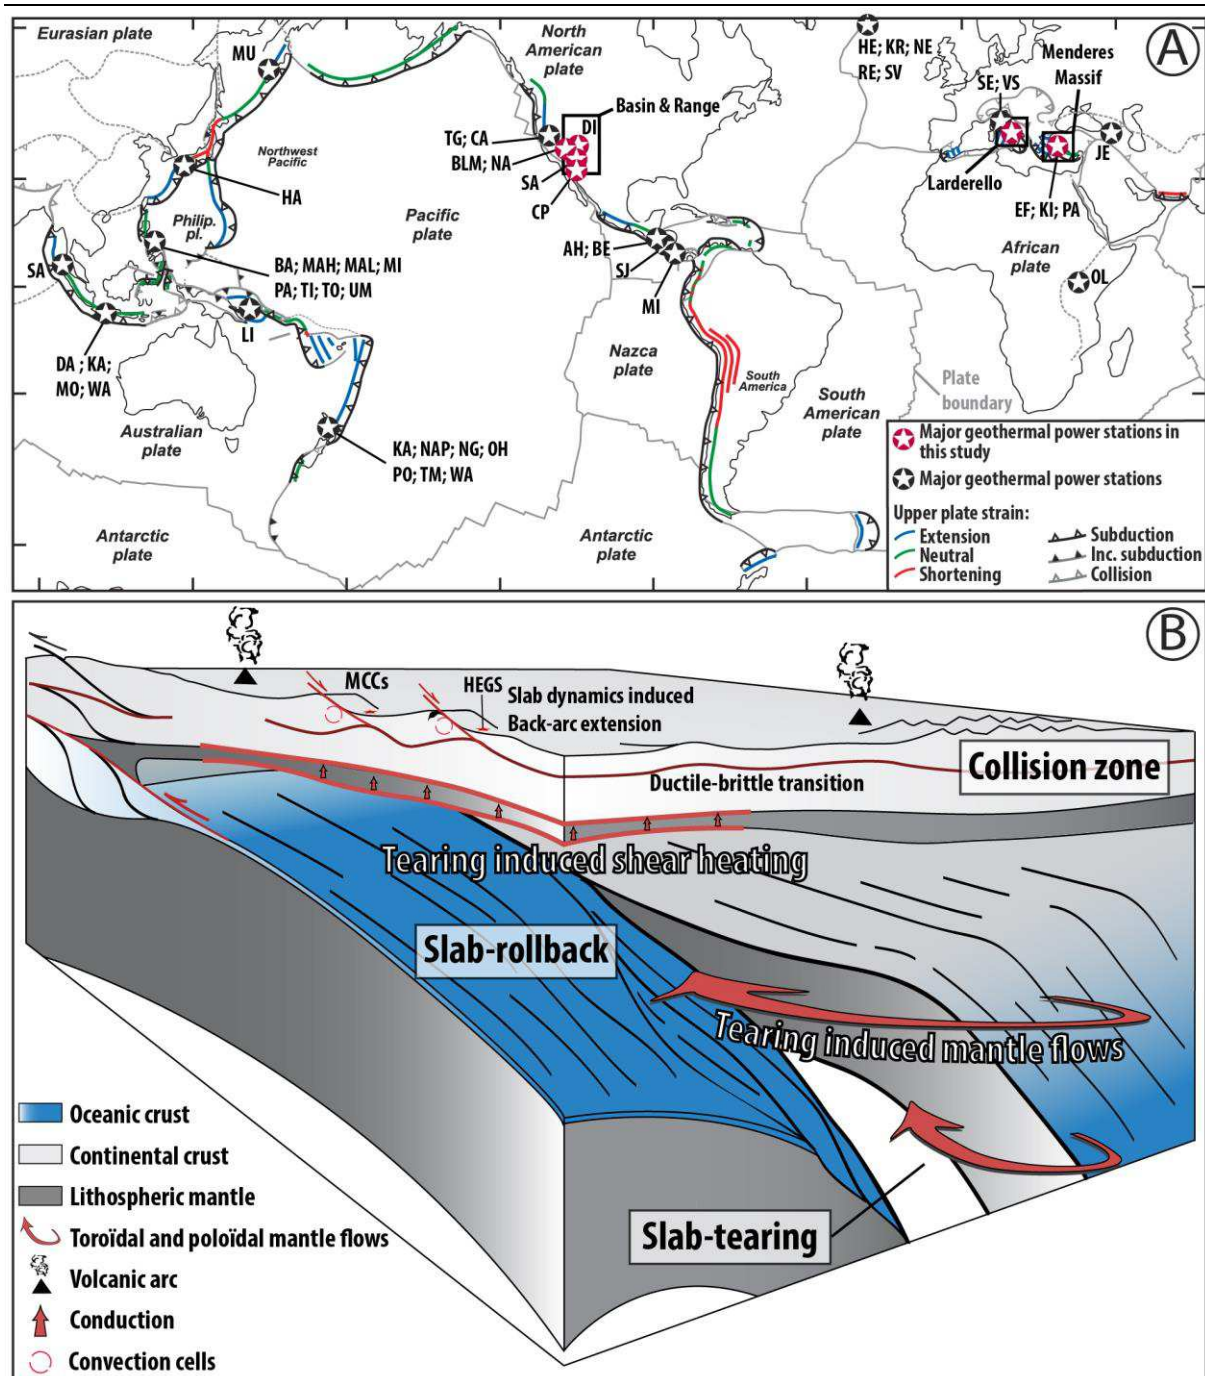 A
Eurasian plate
MU
North
American
plate
HE; KR; NE
RE; SV
Menderes
Massif
SE; VS
Basin & Range
DI
TG; CA
BLM; NA
SA
CP
JE
Larderello
EF; KI; PA
Northwest
Pacific
HA
Philip.
pl.
Pacific
plate
African
plate
SA
BA; MAH; MAL; MI
PA; TI; TO; UM
AH; BE
SJ
MI
OL
LI
DA ; KA;
MO; WA
Nazca
plate
South
America
South
American
plate
Plate
boundary
Australian
plate
KA; NAP; NG; OH
PO; TM; WA
Antarctic
plate
Antarctic
plate
Major geothermal power stations in
this study
Major geothermal power stations
Upper plate strain:
Extension
Neutral
Shortening
Subduction
Inc. subduction
Collision
B
MCCs
HEGS
Slab dynamics induced
Back-arc extension
Collision zone
Ductile-brittle transition
Tearing induced shear heating
Slab-rollback
Tearing induced mantle flows
Slab-tearing
Oceanic crust
Continental crust
Lithospheric mantle
Toroïdal and poloïdal mantle flows
Volcanic arc
Conduction
Convection cells